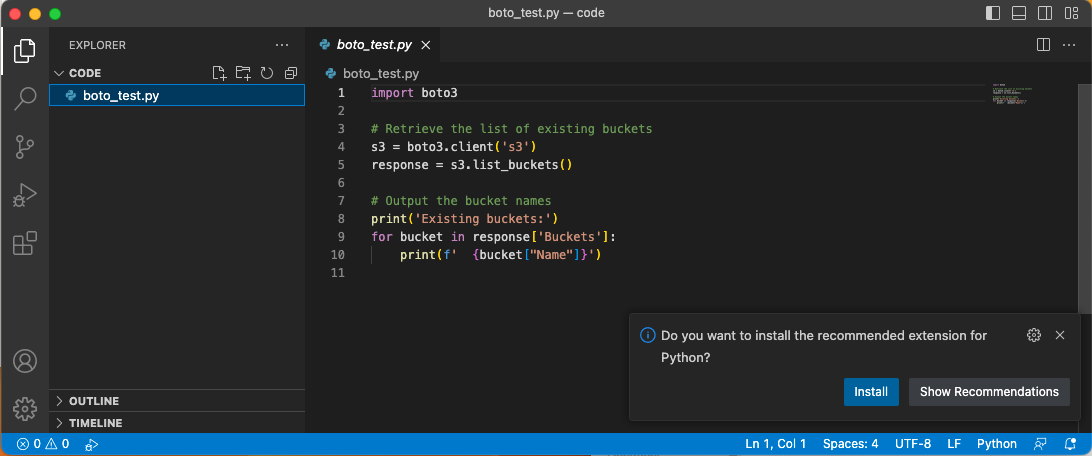 boto_test.py — code
EXPLORER
CODE
boto_test.py
OUTLINE
TIMELINE
boto_test.py
boto_test.py
1 import boto3
2
3 # Retrieve the list of existing buckets
4 s3 = boto3.client('s3')
5 response = s3.list_buckets()
6
7 # Output the bucket names
8 print('Existing buckets:')
9 for bucket in response['Buckets']:
10     print(f'  {bucket["Name"]}')
11
Do you want to install the recommended extension for
Python?
Install Show Recommendations
0 0 Ln 1, Col 1 Spaces: 4 UTF-8 LF Python